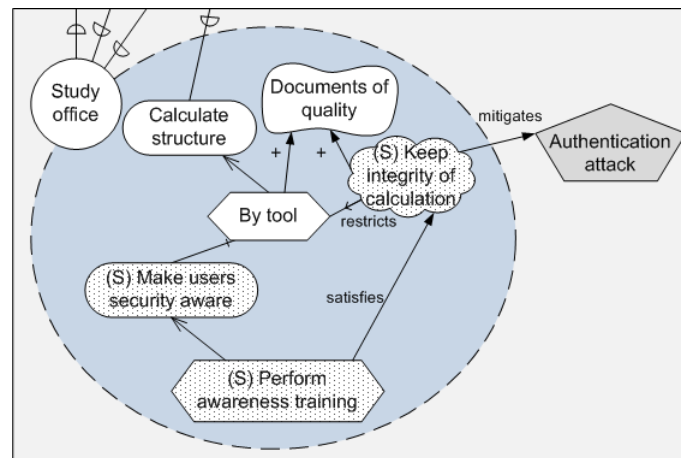 Study
office
Calculate
structure
Documents of
quality
mitigates
Authentication
attack
+
+
(S) Keep
integrity of
calculation
By tool
restricts
(S) Make users
security aware
satisfies
(S) Perform
awareness training